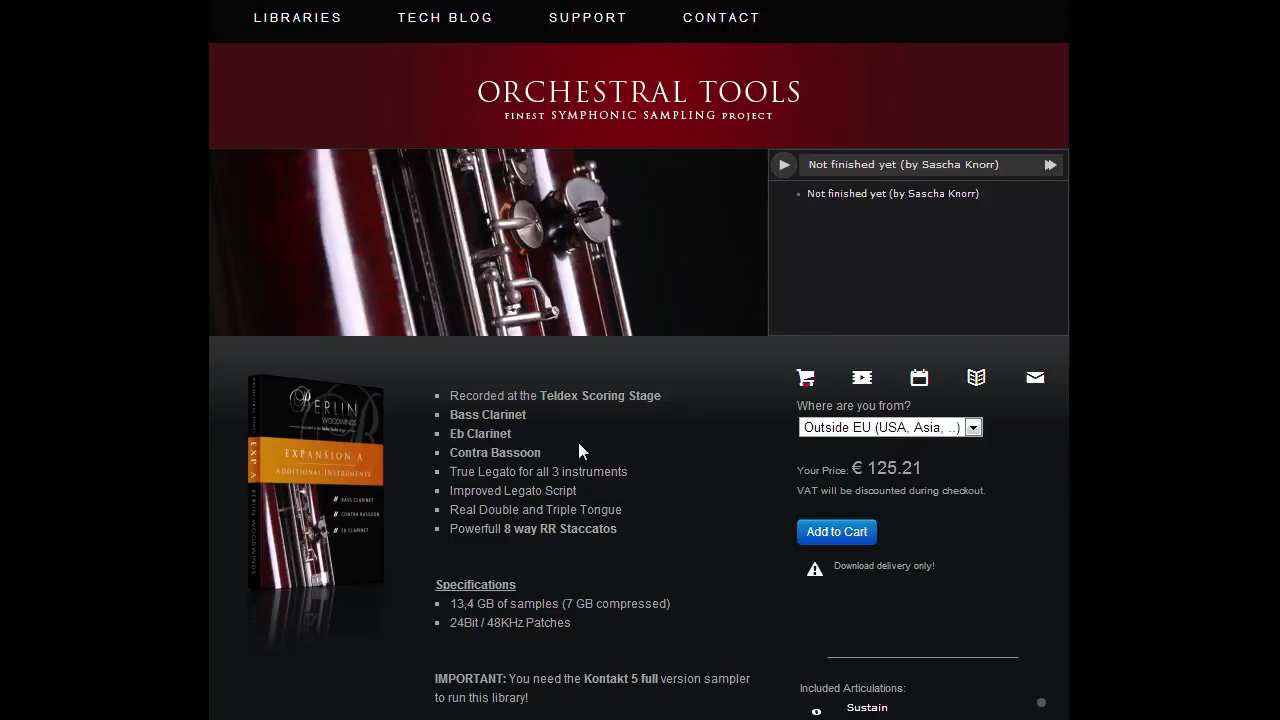 LIBRARIES TECH BLOG SUPPORT CONTACT
ORCHESTRAL TOOLS
FINEST SYMPHONIC SAMPLING PROJECT
Not finished yet (by Sascha Knorr)
Not finished yet (by Sascha Knorr)
BERLIN
WOODWINDS
EXPANSION A
ADDITIONAL INSTRUMENTS
// BASS CLARINET
// CONTRA BASSOON
// EB CLARINET
EXP. A
BERLIN WOODWINDS
Recorded at the Teldex Scoring Stage
Bass Clarinet
Eb Clarinet
Contra Bassoon
True Legato for all 3 instruments
Improved Legato Script
Real Double and Triple Tongue
Powerfull 8 way RR Staccatos
Specifications
13,4 GB of samples (7 GB compressed)
24Bit / 48KHz Patches
IMPORTANT: You need the Kontakt 5 full version sampler
to run this library!
Where are you from?
Outside EU (USA, Asia, ..)
Your Price: € 125.21
VAT will be discounted during checkout.
Add to Cart
Download delivery only!
Included Articulations:
Sustain